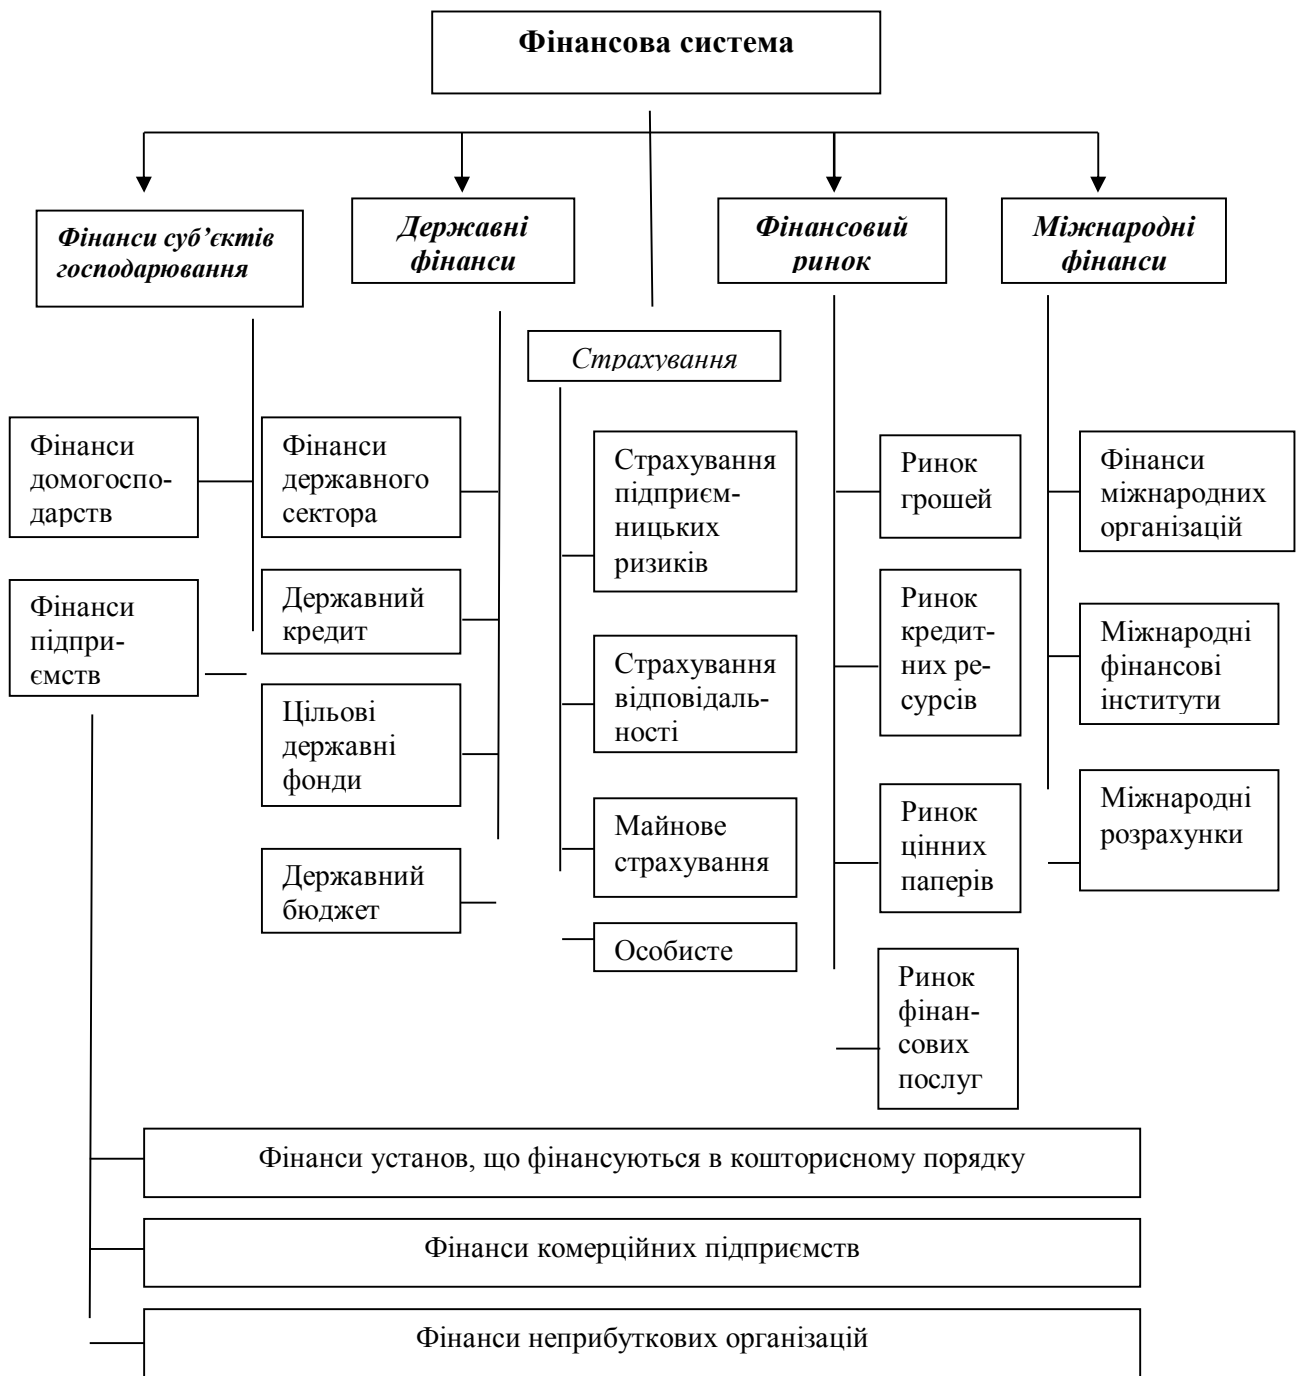 Фінансова система
Фінанси суб’єктів
господарювання
Державні
фінанси
Фінансовий
ринок
Міжнародні
фінанси
Страхування
Фінанси
домогоспо-
дарств
Фінанси
підпри-
ємств
Фінанси
державного
сектора
Державний
кредит
Цільові
державні
фонди
Державний
бюджет
Страхування
підприєм-
ницьких
ризиків
Страхування
відповідаль-
ності
Майнове
страхування
Особисте
Ринок
грошей
Ринок
кредит-
них ре-
сурсів
Ринок
цінних
паперів
Ринок
фінан-
сових
послуг
Фінанси
міжнародних
організацій
Міжнародні
фінансові
інститути
Міжнародні
розрахунки
Фінанси установ, що фінансуються в кошторисному порядку
Фінанси комерційних підприємств
Фінанси неприбуткових організацій